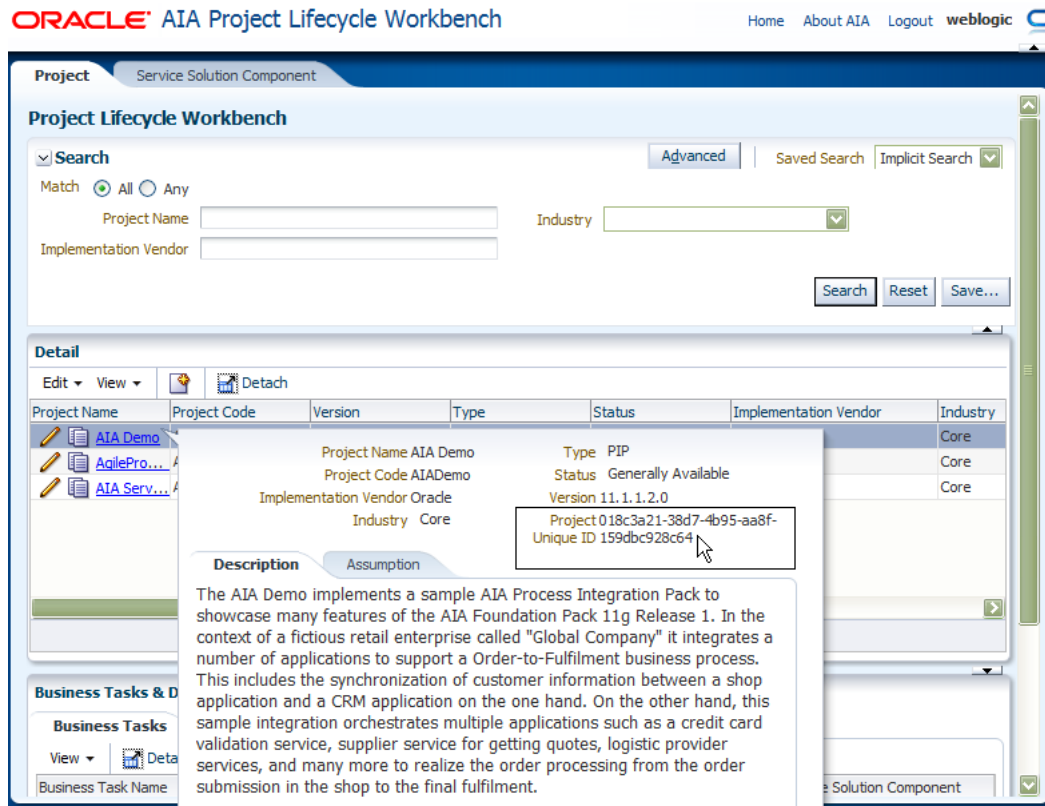 ORACLE AIA Project Lifecycle Workbench
Home About AIA Logout weblogic
Project Service Solution Component
Project Lifecycle Workbench
Search Advanced Saved Search Implicit Search
Match All Any
Project Name Industry
Implementation Vendor
Search Reset Save...
Detail
Edit View Detach
Project Name Project Code Version Type Status Implementation Vendor Industry
AIA Demo Core
AgilePro... A Core
AIA Serv... A Core
Project Name AIA Demo Type PIP
Project Code AIADemo Status Generally Available
Implementation Vendor Oracle Version 11.1.1.2.0
Industry Core Project 018c3a21-38d7-4b95-aa8f-
Unique ID 159dbc928c64
Description Assumption
The AIA Demo implements a sample AIA Process Integration Pack to
showcase many features of the AIA Foundation Pack 11g Release 1. In the
context of a fictious retail enterprise called "Global Company" it integrates a
number of applications to support a Order-to-Fulfilment business process.
This includes the synchronization of customer information between a shop
application and a CRM application on the one hand. On the other hand, this
sample integration orchestrates multiple applications such as a credit card
validation service, supplier service for getting quotes, logistic provider
services, and many more to realize the order processing from the order
submission in the shop to the final fulfilment.
Business Tasks & D
Business Tasks
View Deta
Business Task Name e Solution Component